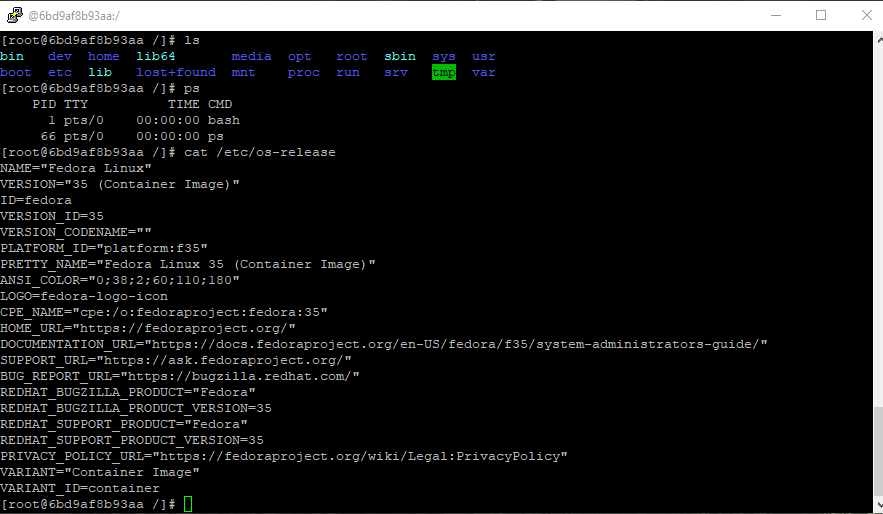 @6bd9af8b93aa:/
[root@6bd9af8b93aa /]# ls
bin   dev  home  lib64       media  opt   root  sbin  sys  usr
boot  etc  lib   lost+found  mnt    proc  run   srv   tmp  var
[root@6bd9af8b93aa /]# ps
    PID TTY          TIME CMD
      1 pts/0    00:00:00 bash
     66 pts/0    00:00:00 ps
[root@6bd9af8b93aa /]# cat /etc/os-release
NAME="Fedora Linux"
VERSION="35 (Container Image)"
ID=fedora
VERSION_ID=35
VERSION_CODENAME=""
PLATFORM_ID="platform:f35"
PRETTY_NAME="Fedora Linux 35 (Container Image)"
ANSI_COLOR="0;38;2;60;110;180"
LOGO=fedora-logo-icon
CPE_NAME="cpe:/o:fedoraproject:fedora:35"
HOME_URL="https://fedoraproject.org/"
DOCUMENTATION_URL="https://docs.fedoraproject.org/en-US/fedora/f35/system-administrators-guide/"
SUPPORT_URL="https://ask.fedoraproject.org/"
BUG_REPORT_URL="https://bugzilla.redhat.com/"
REDHAT_BUGZILLA_PRODUCT="Fedora"
REDHAT_BUGZILLA_PRODUCT_VERSION=35
REDHAT_SUPPORT_PRODUCT="Fedora"
REDHAT_SUPPORT_PRODUCT_VERSION=35
PRIVACY_POLICY_URL="https://fedoraproject.org/wiki/Legal:PrivacyPolicy"
VARIANT="Container Image"
VARIANT_ID=container
[root@6bd9af8b93aa /]#